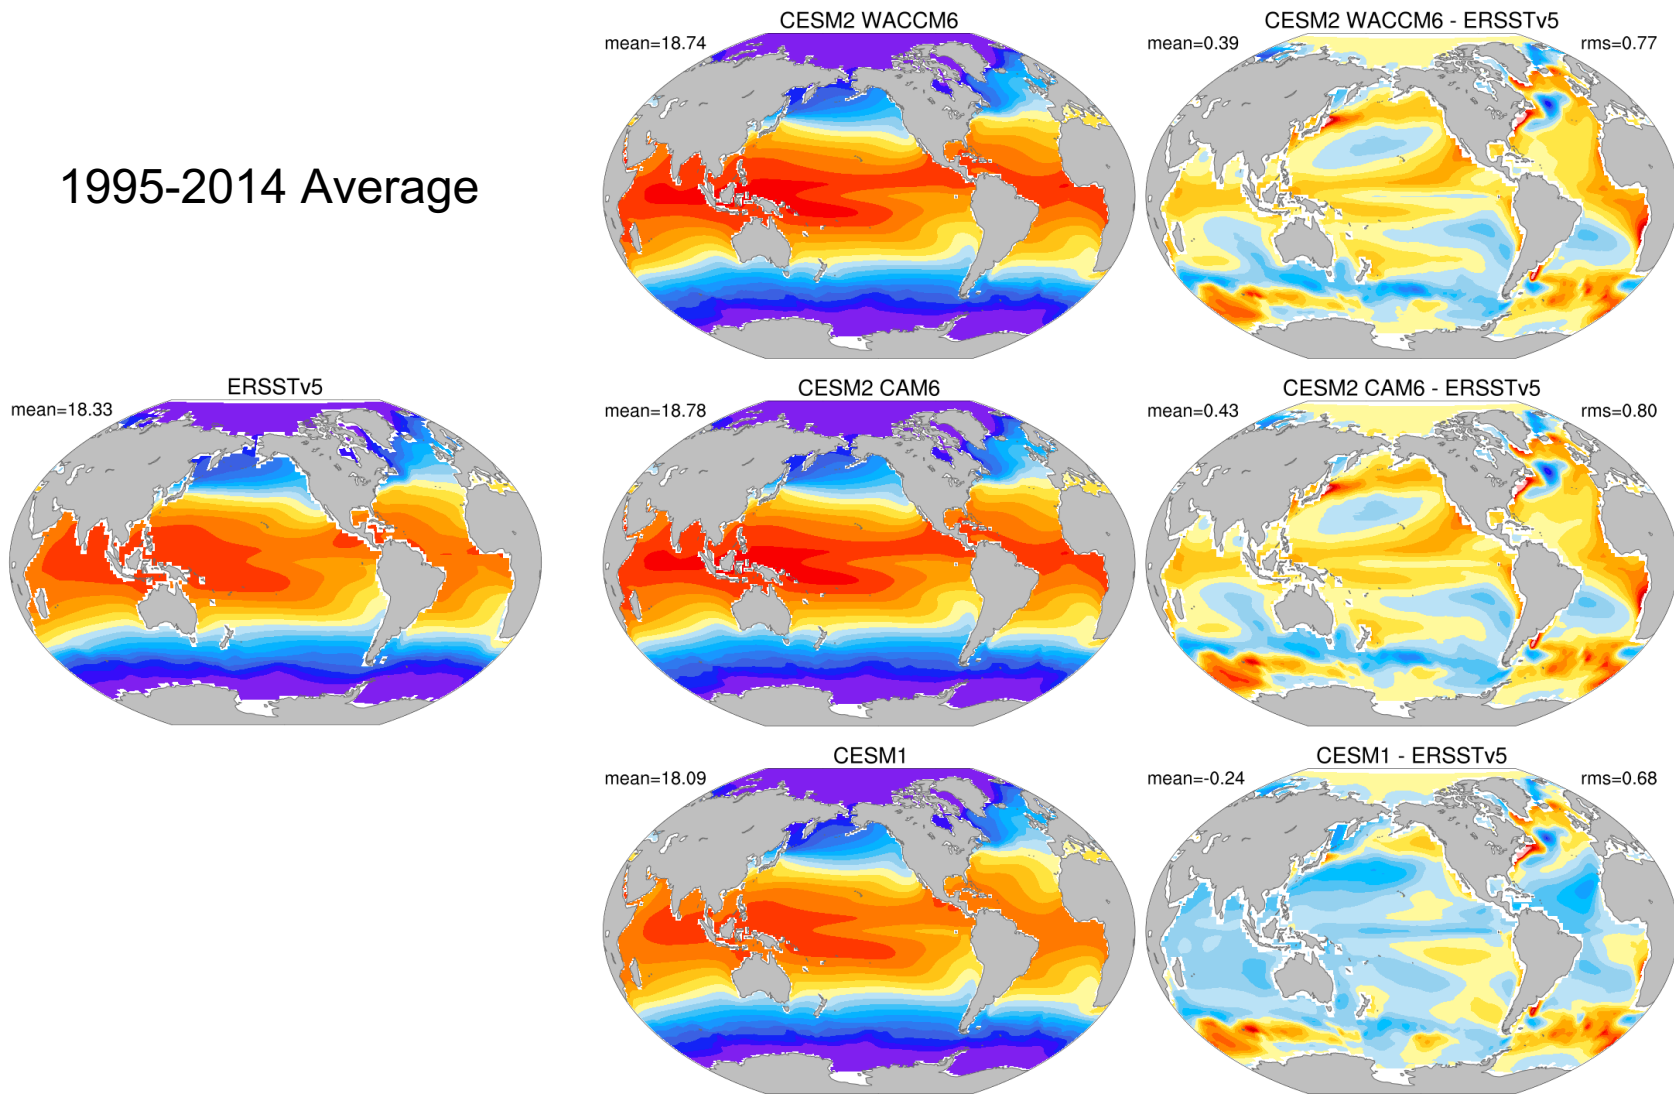 CESM2 WACCM6
mean=18.74
CESM2 WACCM6 - ERSSTv5
mean=0.39
rms=0.77
1995-2014 Average
ERSSTv5
mean=18.33
CESM2 CAM6
mean=18.78
CESM2 CAM6 - ERSSTv5
mean=0.43
rms=0.80
CESM1
mean=18.09
CESM1 - ERSSTv5
mean=-0.24
rms=0.68